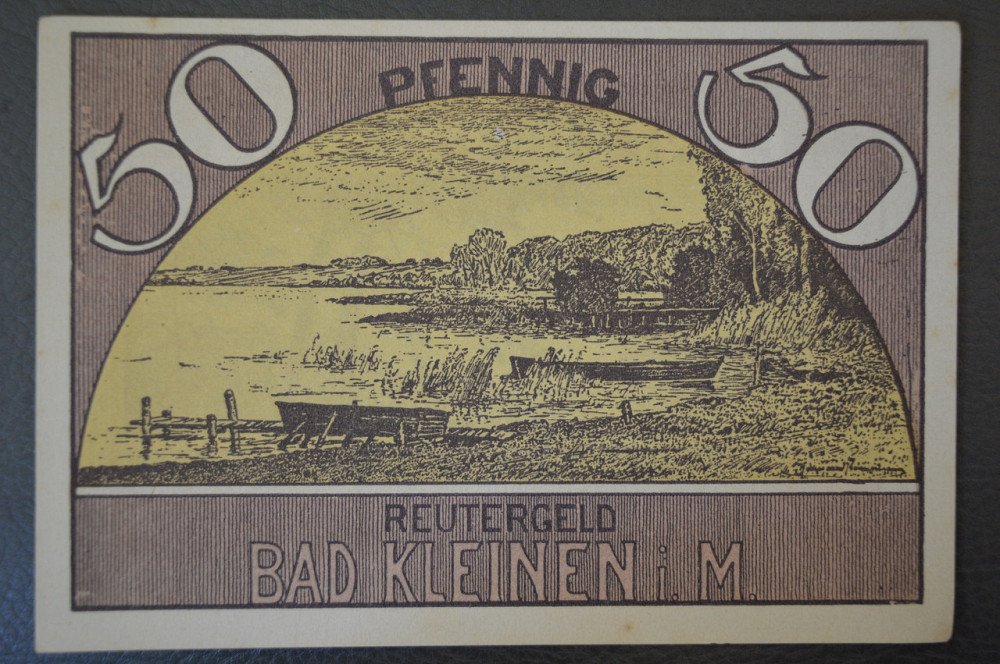 50 PFENNIG 50
REUTERGELD
BAD KLEINEN i. M.